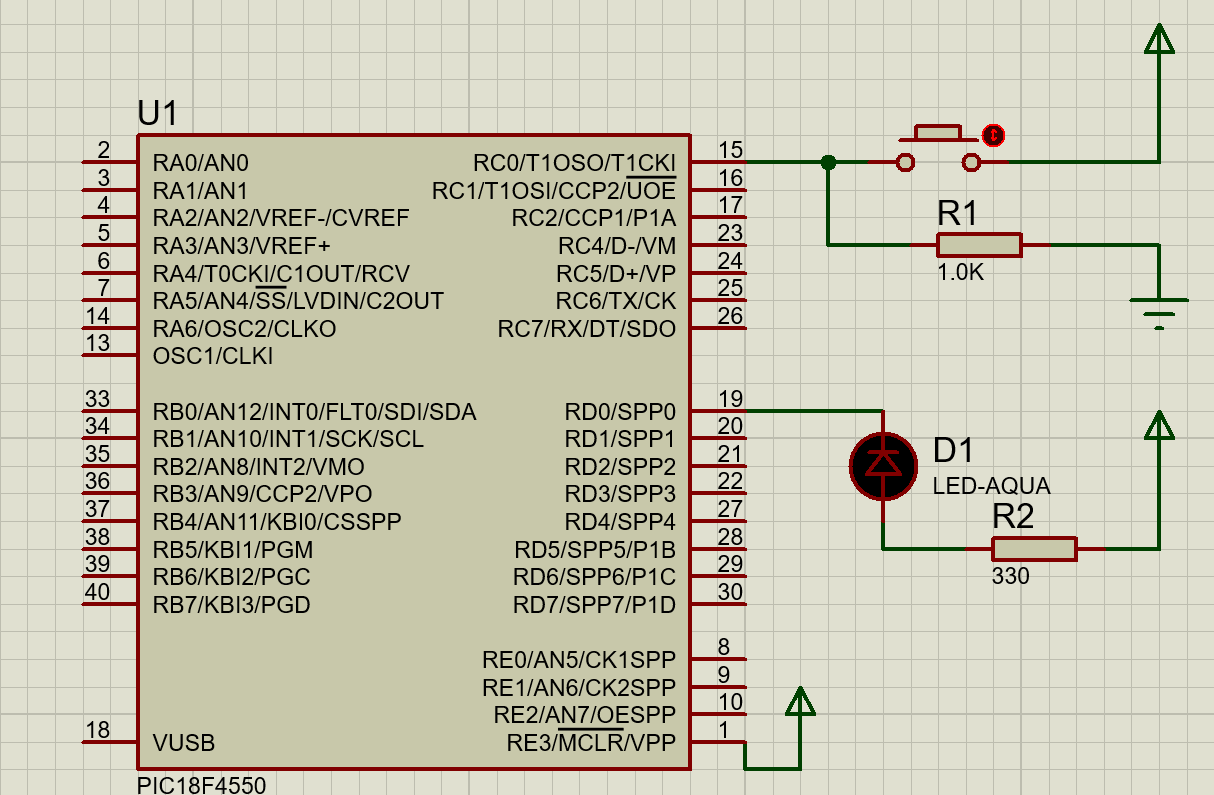 U1
2 RA0/AN0 RC0/T1OSO/T1CKI 15
3 RA1/AN1 RC1/T1OSI/CCP2/UOE 16
4 RA2/AN2/VREF-/CVREF RC2/CCP1/P1A 17
5 RA3/AN3/VREF+ RC4/D-/VM 23
6 RA4/T0CKI/C1OUT/RCV RC5/D+/VP 24
7 RA5/AN4/SS/LVDIN/C2OUT RC6/TX/CK 25
14 RA6/OSC2/CLKO RC7/RX/DT/SDO 26
13 OSC1/CLKI
R1
1.0K
33 RB0/AN12/INT0/FLT0/SDI/SDA RD0/SPP0 19
34 RB1/AN10/INT1/SCK/SCL RD1/SPP1 20
35 RB2/AN8/INT2/VMO RD2/SPP2 21
36 RB3/AN9/CCP2/VPO RD3/SPP3 22
37 RB4/AN11/KBI0/CSSPP RD4/SPP4 27
38 RB5/KBI1/PGM RD5/SPP5/P1B 28
39 RB6/KBI2/PGC RD6/SPP6/P1C 29
40 RB7/KBI3/PGD RD7/SPP7/P1D 30
D1
LED-AQUA
R2
330
RE0/AN5/CK1SPP 8
RE1/AN6/CK2SPP 9
RE2/AN7/OESPP 10
18 VUSB RE3/MCLR/VPP 1
PIC18F4550